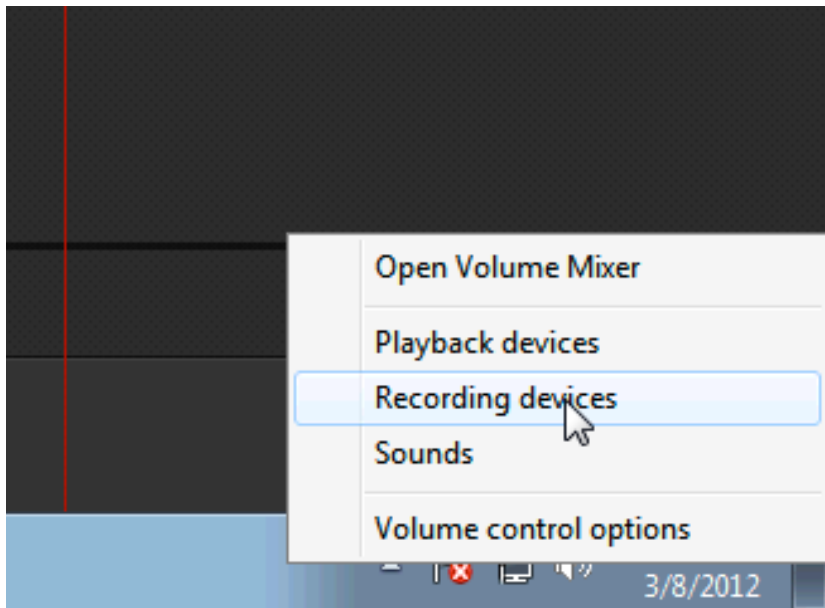 Open Volume Mixer
Playback devices
Recording devices
Sounds
Volume control options
3/8/2012